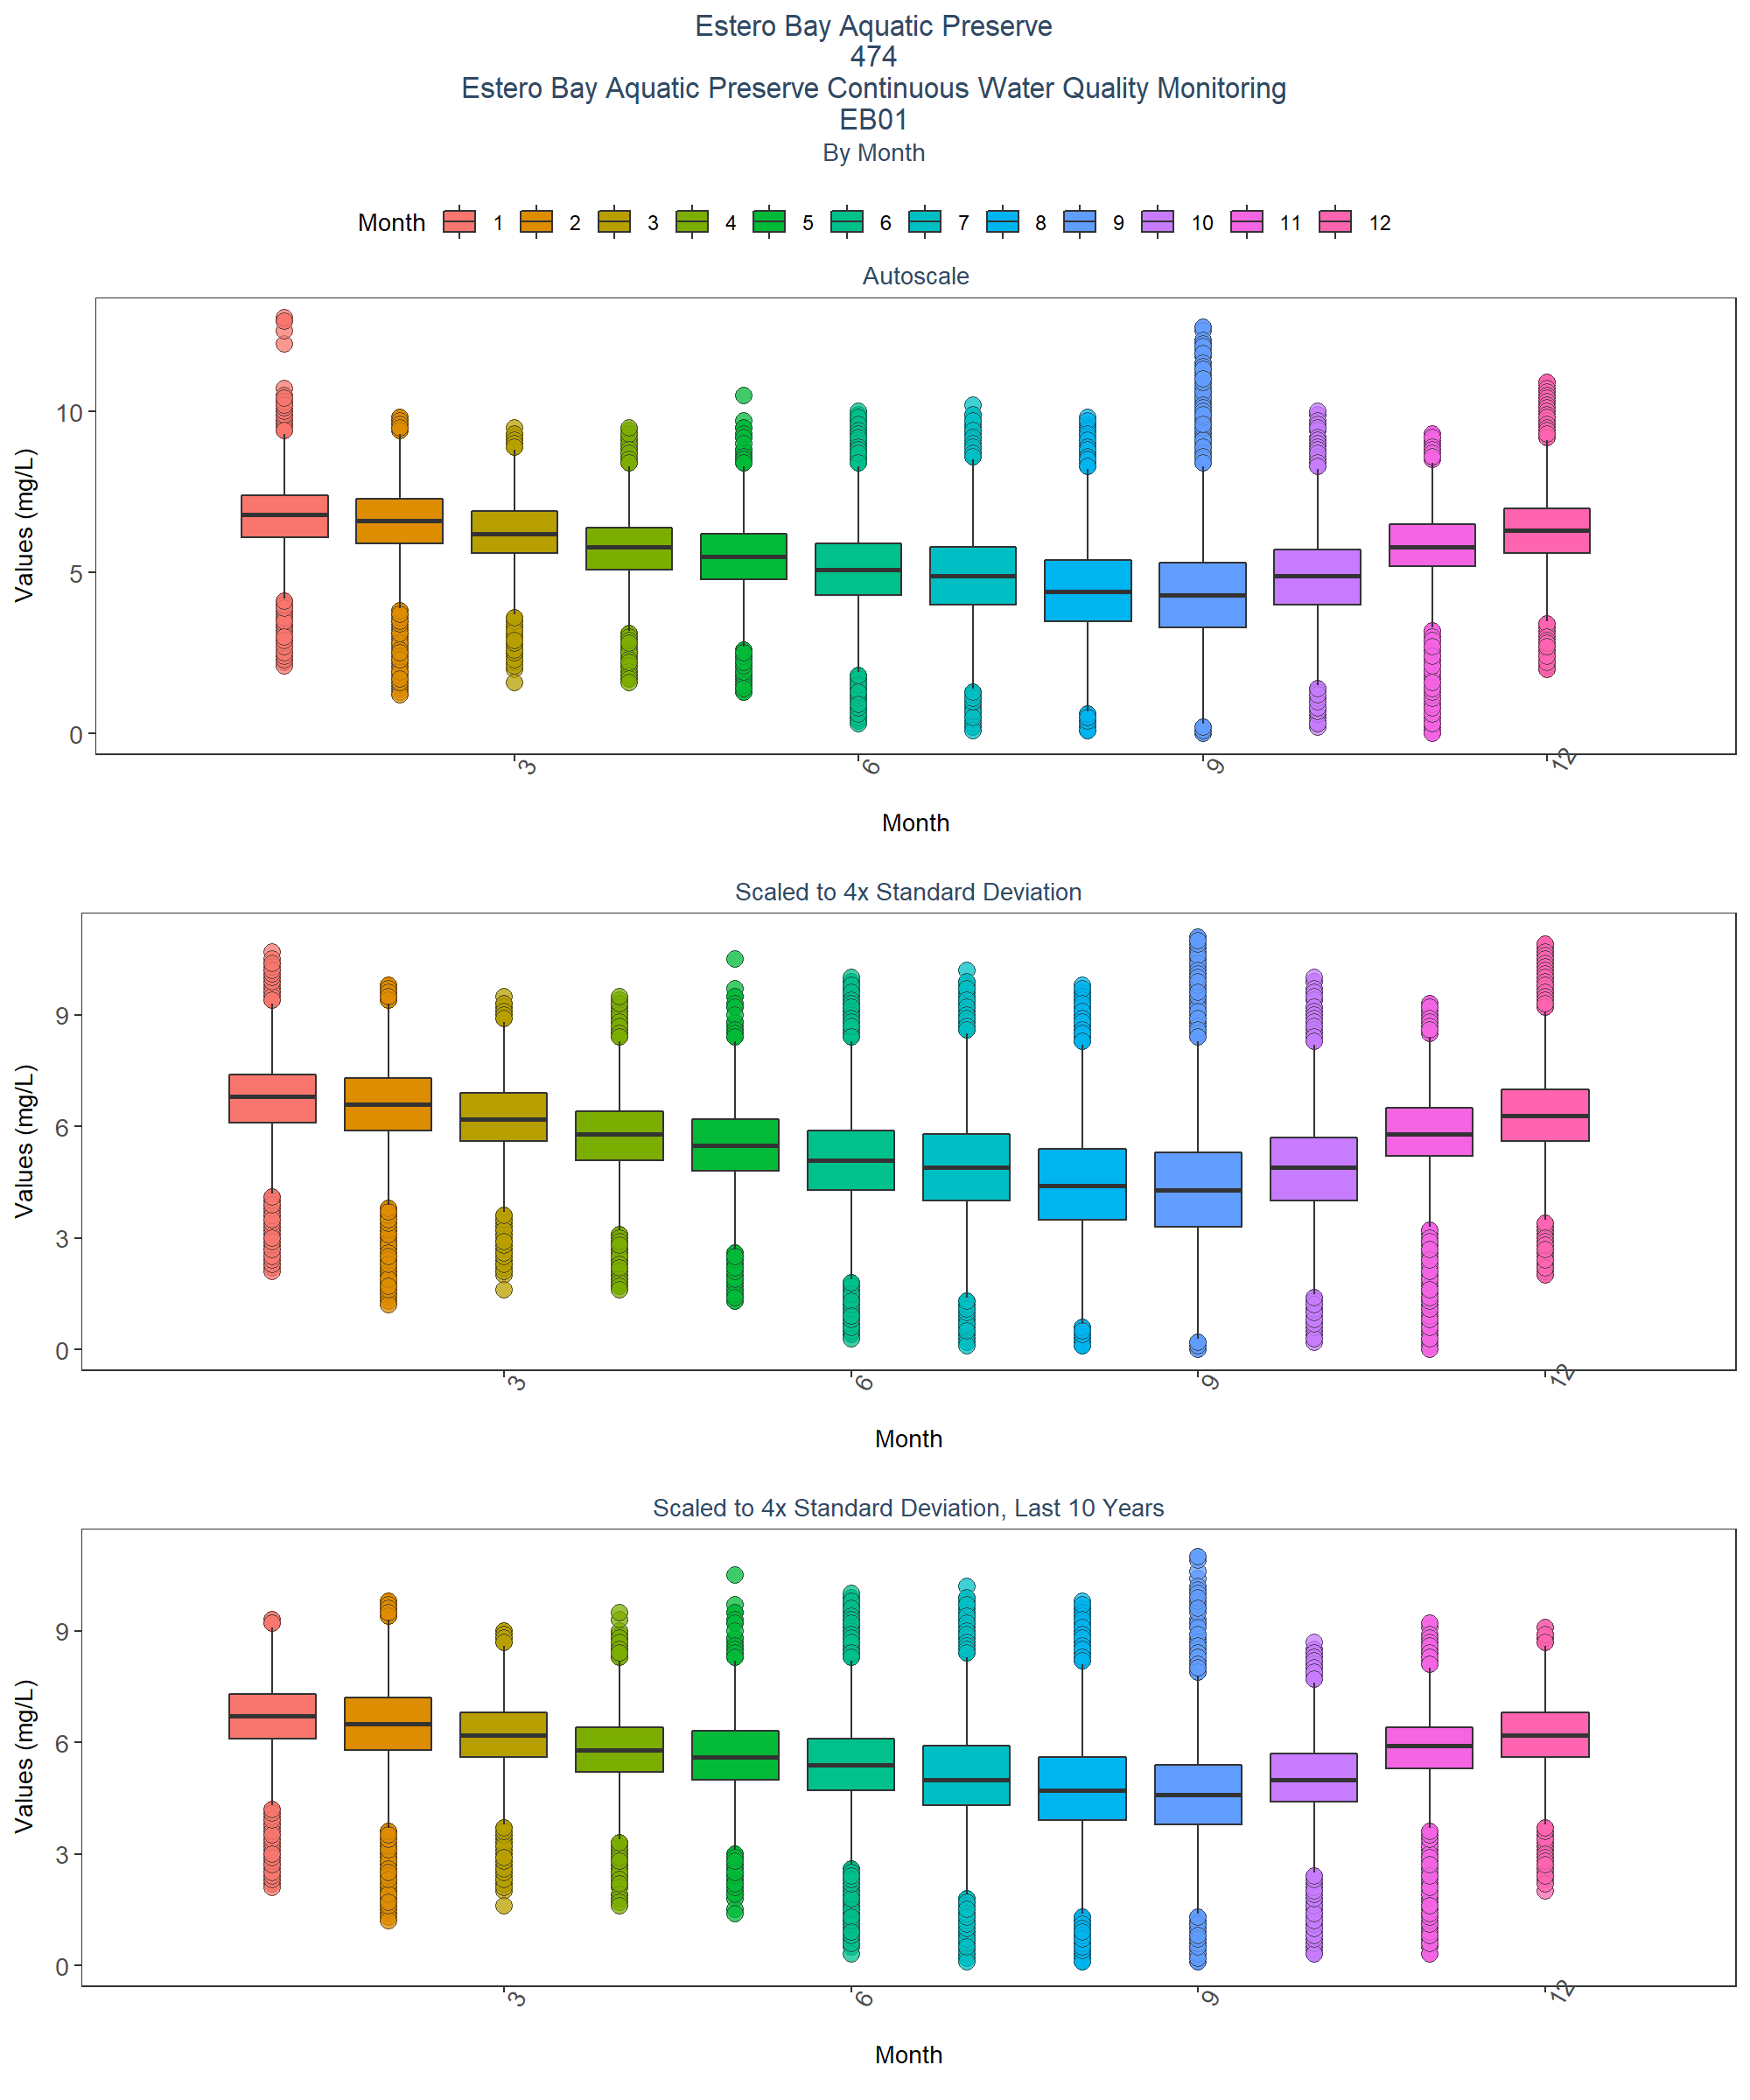 Estero Bay Aquatic Preserve
474
Estero Bay Aquatic Preserve Continuous Water Quality Monitoring
EB01
By Month
Month 1 2 3 4 5 6 7 8 9 10 11 12
Autoscale
Values (mg/L)
10
5
0
3 6 9 12
Month
Scaled to 4x Standard Deviation
Values (mg/L)
9
6
3
0
3 6 9 12
Month
Scaled to 4x Standard Deviation, Last 10 Years
Values (mg/L)
9
6
3
0
3 6 9 12
Month